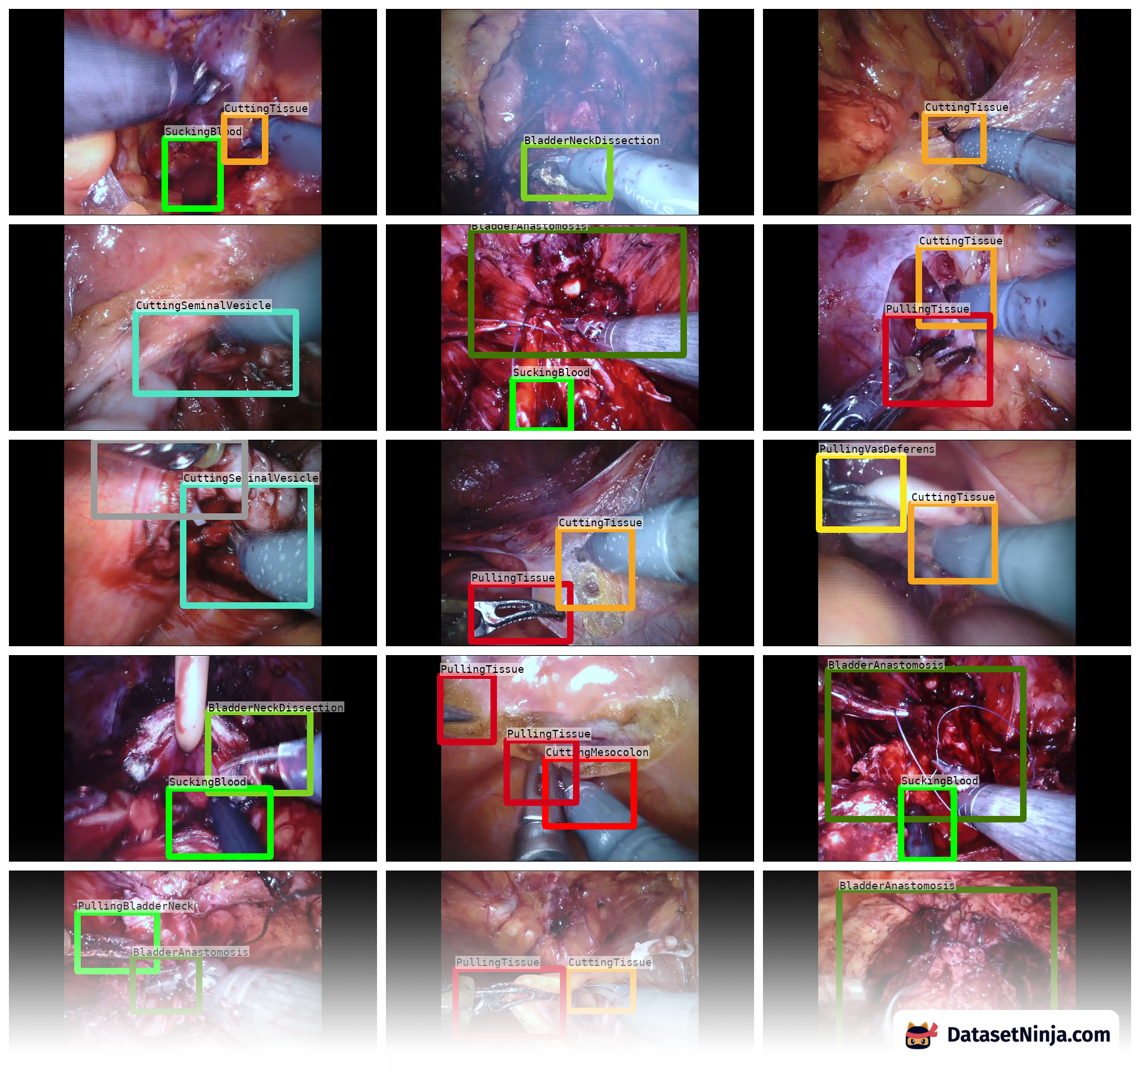 CuttingTissue
SuckingBlood
BladderNeckDissection
CuttingTissue
CuttingSeminalVesicle
BladderAnastomosis
SuckingBlood
CuttingTissue
PullingTissue
CuttingSeminalVesicle
CuttingTissue
PullingTissue
PullingVasDeferens
CuttingTissue
BladderNeckDissection
SuckingBlood
PullingTissue
PullingTissue
CuttingMesocolon
BladderAnastomosis
SuckingBlood
PullingBladderNeck
BladderAnastomosis
PullingTissue
CuttingTissue
BladderAnastomosis
DatasetNinja.com